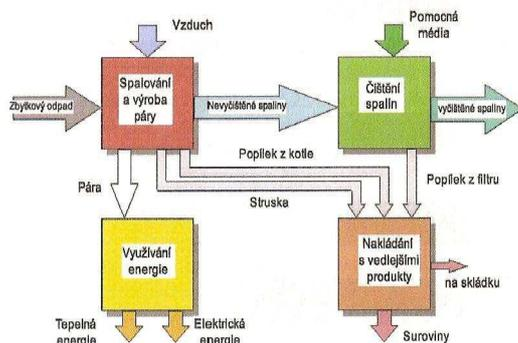 Vzduch
Pomocná
média
Zbytkový odpad
Spalování
a výroba
páry
Nevyčištěné spaliny
Čištění
spalin
vyčištěné spaliny
Popílek z kotle
Popílek z filtru
Pára
Struska
Využívání
energie
Nakládání
s vedlejšími
produkty
na skládku
Tepelná
energie
Elektrická
energie
Suroviny